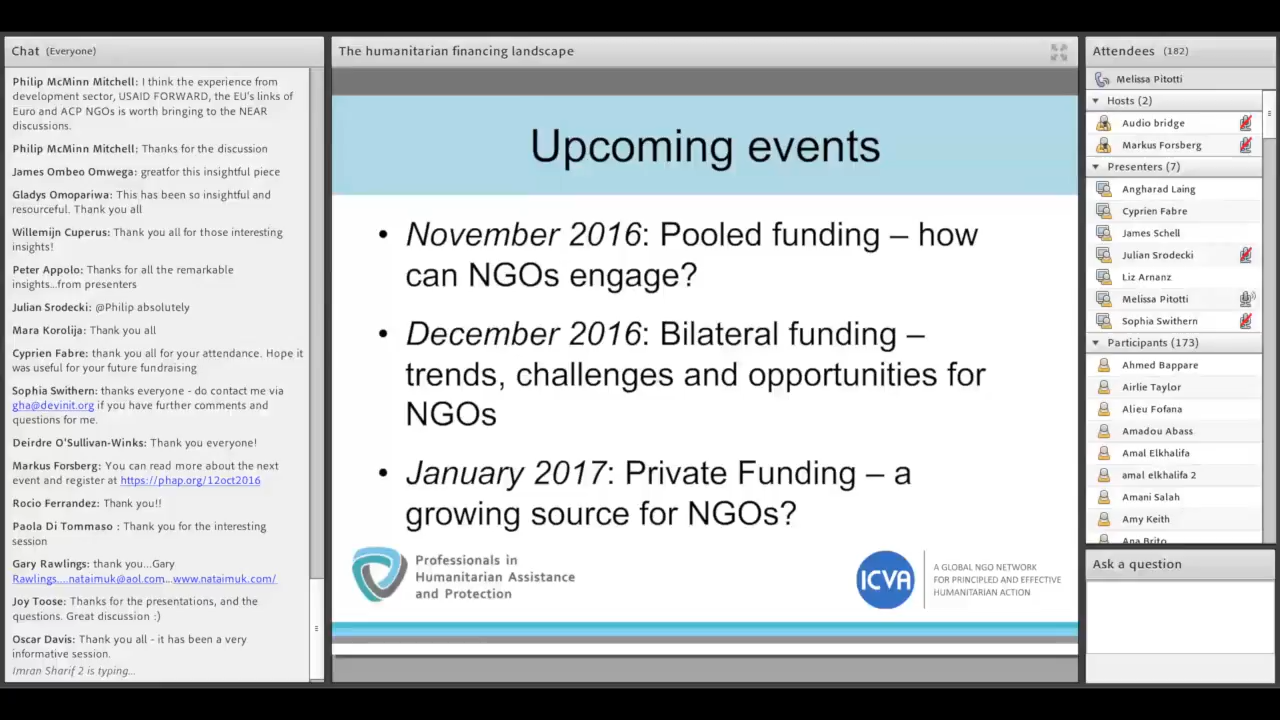 Chat (Everyone)
Philip McMinn Mitchell: I think the experience from
development sector, USAID FORWARD, the EU's links of
Euro and ACP NGOs is worth bringing to the NEAR
discussions.
Philip McMinn Mitchell: Thanks for the discussion
James Ombeo Omwega: greatfor this insightful piece
Gladys Omopariwa: This has been so insightful and
resourceful. Thank you all
Willemijn Cuperus: Thank you all for those interesting
insights!
Peter Appolo: Thanks for all the remarkable
insights...from presenters
Julian Srodecki: @Philip absolutely
Mara Korolija: Thank you all
Cyprien Fabre: thank you all for your attendance. Hope it
was useful for your future fundraising
Sophia Swithern: thanks everyone - do contact me via
gha@devinit.org if you have further comments and
questions for me.
Deirdre O'Sullivan-Winks: Thank you everyone!
Markus Forsberg: You can read more about the next
event and register at https://phap.org/12oct2016
Rocio Ferrandez: Thank you!!
Paola Di Tommaso : Thank you for the interesting
session
Gary Rawlings: thank you...Gary
Rawlings....nataimuk@aol.com...www.nataimuk.com/
Joy Toose: Thanks for the presentations, and the
questions. Great discussion :)
Oscar Davis: Thank you all - it has been a very
informative session.
Imran Sharif 2 is typing...
The humanitarian financing landscape
Upcoming events
• November 2016: Pooled funding – how
can NGOs engage?
• December 2016: Bilateral funding –
trends, challenges and opportunities for
NGOs
• January 2017: Private Funding – a
growing source for NGOs?
Professionals in
Humanitarian Assistance
and Protection
ICVA
A GLOBAL NGO NETWORK
FOR PRINCIPLED AND EFFECTIVE
HUMANITARIAN ACTION
Attendees (182)
Melissa Pitotti
Hosts (2)
Audio bridge
Markus Forsberg
Presenters (7)
Angharad Laing
Cyprien Fabre
James Schell
Julian Srodecki
Liz Arnanz
Melissa Pitotti
Sophia Swithern
Participants (173)
Ahmed Bappare
Airlie Taylor
Alieu Fofana
Amadou Abass
Amal Elkhalifa
amal elkhalifa 2
Amani Salah
Amy Keith
Ana Brito
Ask a question